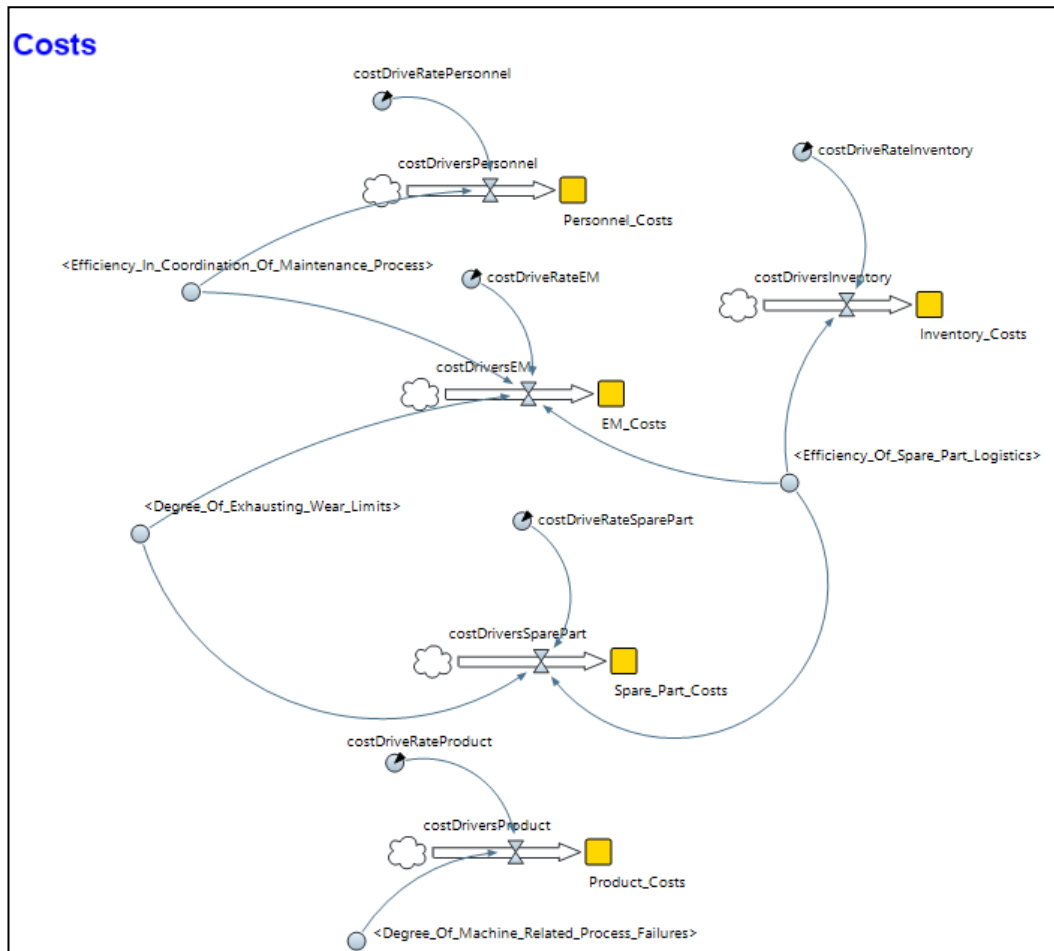 Costs
costDriveRatePersonnel
costDriversPersonnel
costDriveRateInventory
Personnel_Costs
<Efficiency_In_Coordination_Of_Maintenance_Process>
costDriveRateEM
costDriversInventory
Inventory_Costs
costDriversEM
EM_Costs
<Efficiency_Of_Spare_Part_Logistics>
<Degree_Of_Exhausting_Wear_Limits>
costDriveRateSparePart
costDriversSparePart
Spare_Part_Costs
costDriveRateProduct
costDriversProduct
Product_Costs
<Degree_Of_Machine_Related_Process_Failures>